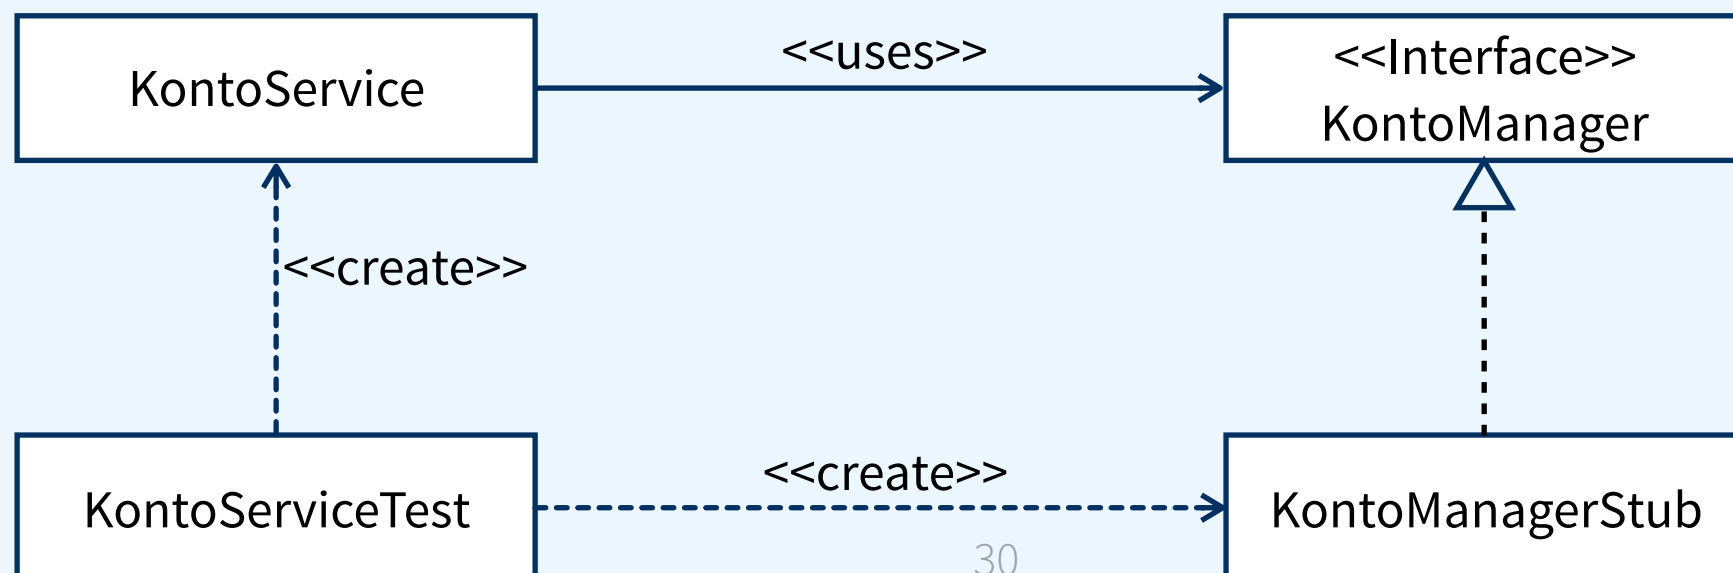 KontoService
<<uses>>
<<Interface>>
KontoManager
<<create>>
KontoServiceTest
<<create>>
KontoManagerStub
30